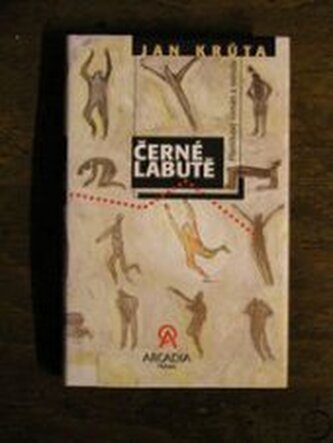 JAN KRŮTA
ČERNÉ
LABUTĚ
ARCADIA